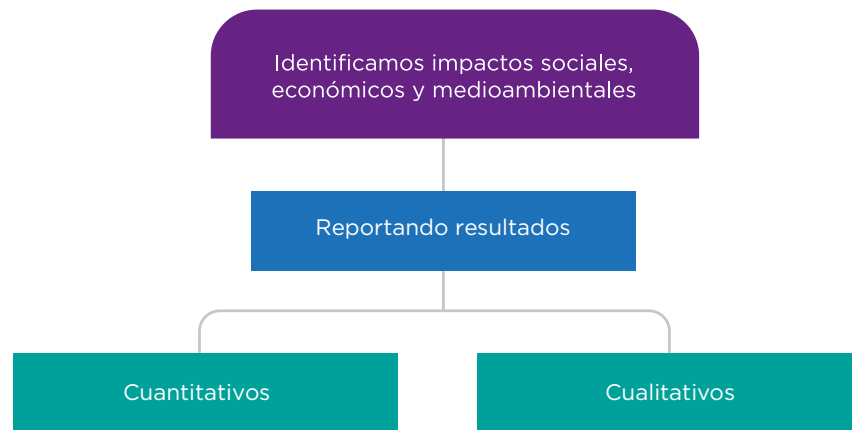 Identificamos impactos sociales,
económicos y medioambientales
Reportando resultados
Cuantitativos
Cualitativos